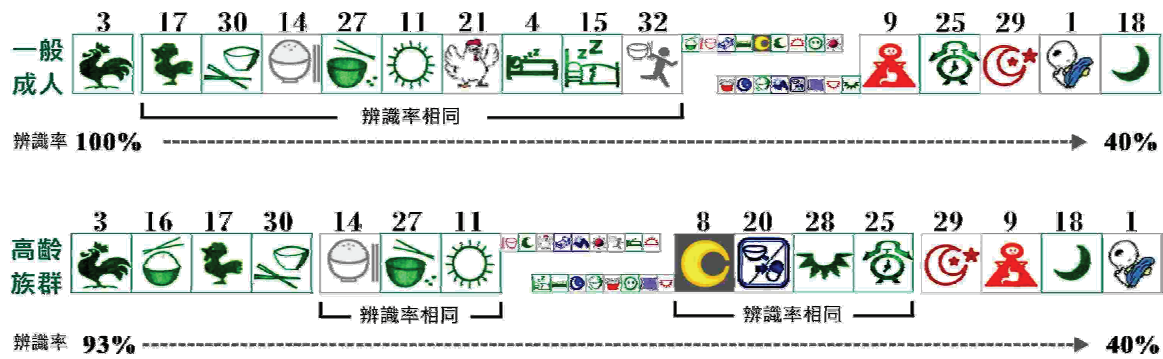 3 17 30 14 27 11 21 4 15 32 9 25 29 1 18
一般
成人
辨識率相同
辨識率 100% 40%
3 16 17 30 14 27 11 8 20 28 25 29 9 18 1
高齡
族群
辨識率相同 辨識率相同
辨識率 93% 40%